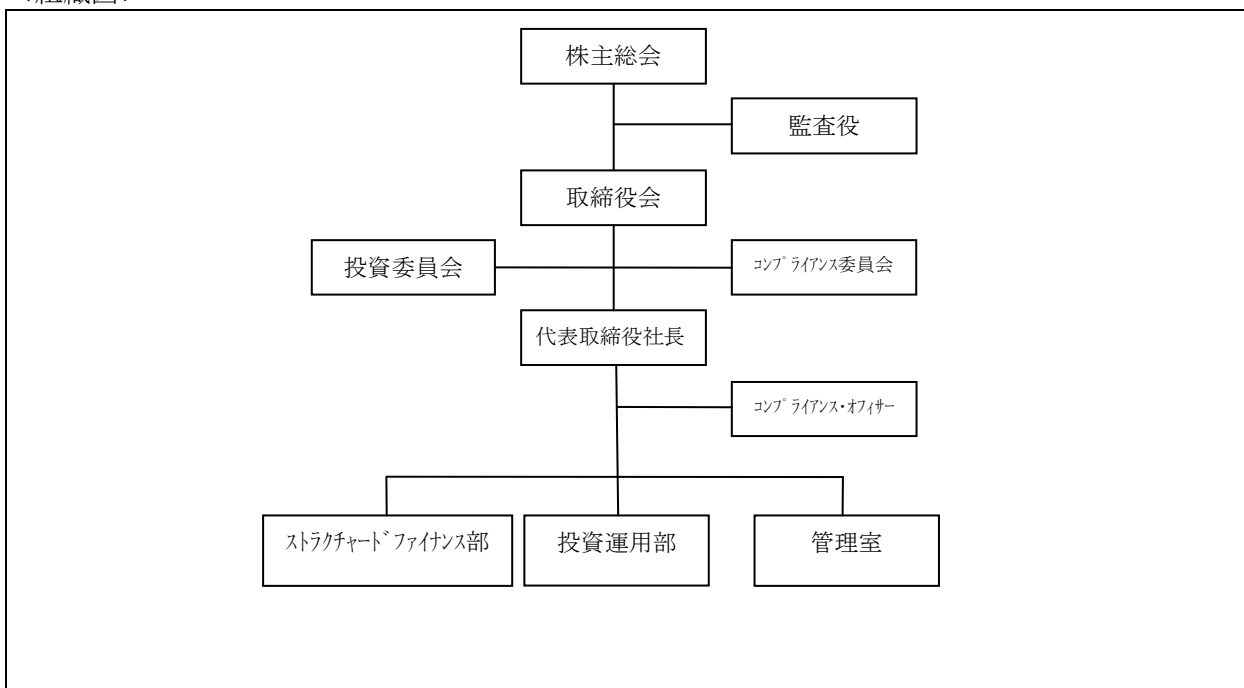 株主総会
監査役
取締役会
投資委員会
ｺﾝﾌﾟﾗｲｱﾝｽ委員会
代表取締役社長
ｺﾝﾌﾟﾗｲｱﾝｽ・ｵﾌｨｻｰ
ｽﾄﾗｸﾁｬｰﾄﾞﾌｧｲﾅﾝｽ部
投資運用部
管理室